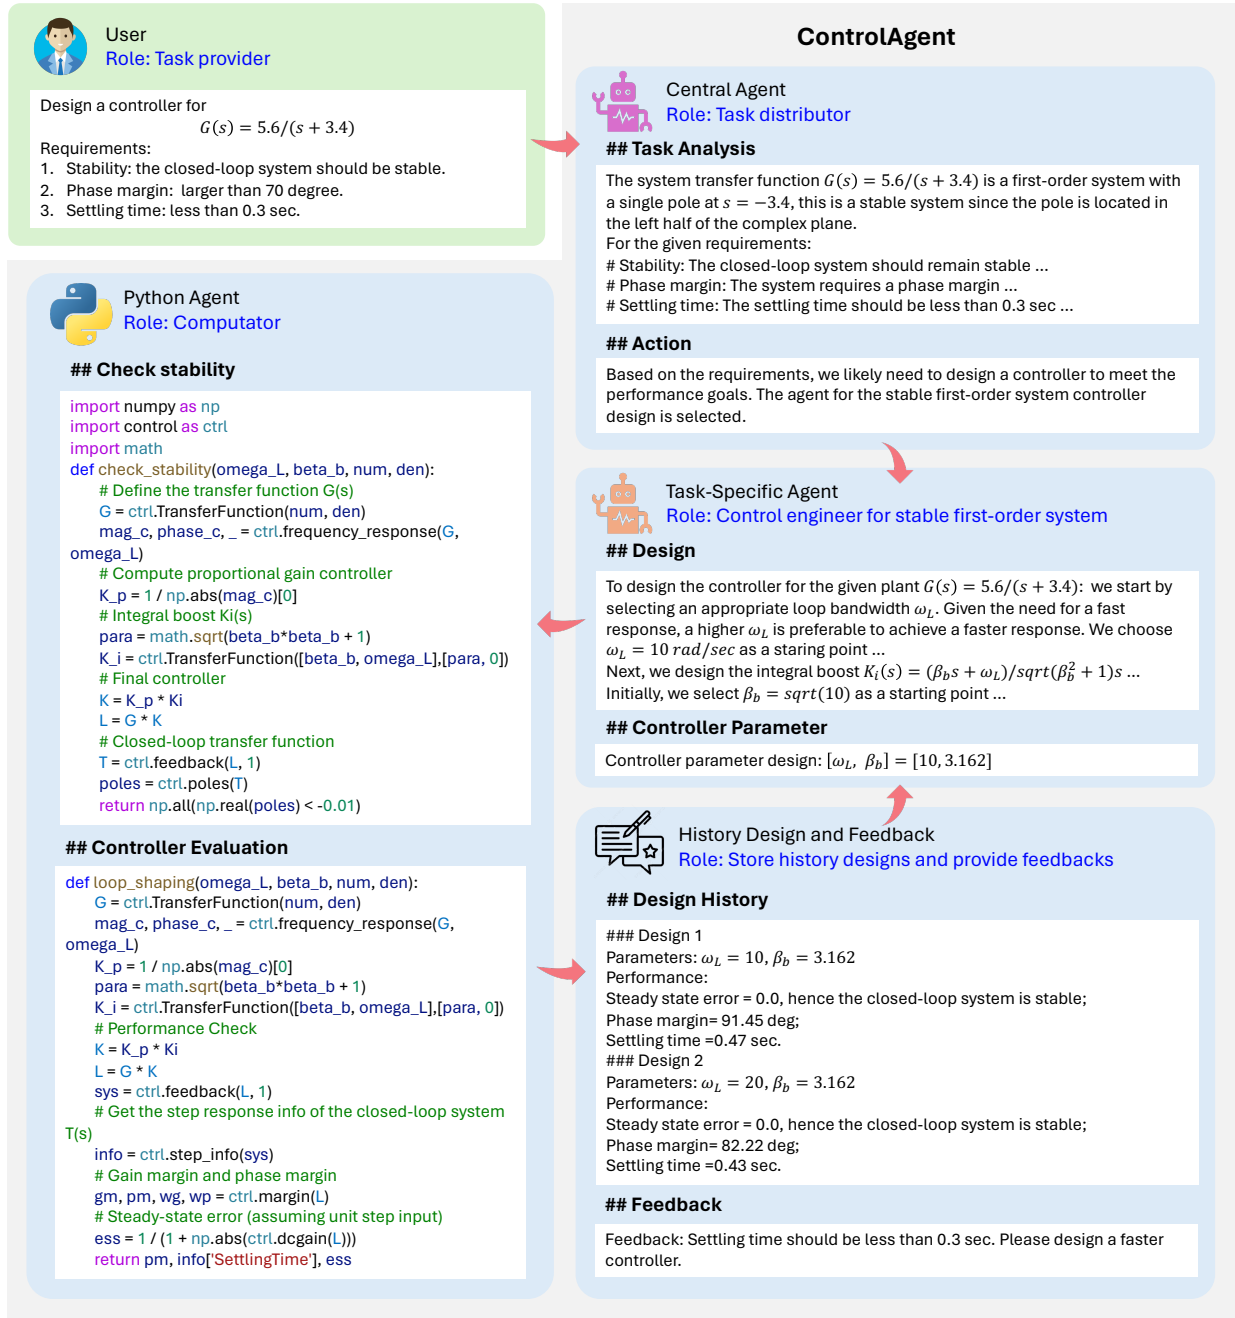 User
Role: Task provider
Design a controller for
G(s) = 5.6/(s + 3.4)
Requirements:
1. Stability: the closed-loop system should be stable.
2. Phase margin: larger than 70 degree.
3. Settling time: less than 0.3 sec.
ControlAgent
Central Agent
Role: Task distributor
## Task Analysis
The system transfer function G(s) = 5.6/(s + 3.4) is a first-order system with
a single pole at s = −3.4, this is a stable system since the pole is located in
the left half of the complex plane.
For the given requirements:
# Stability: The closed-loop system should remain stable ...
# Phase margin: The system requires a phase margin ...
# Settling time: The settling time should be less than 0.3 sec ...
## Action
Based on the requirements, we likely need to design a controller to meet the
performance goals. The agent for the stable first-order system controller
design is selected.
Task-Specific Agent
Role: Control engineer for stable first-order system
## Design
To design the controller for the given plant G(s) = 5.6/(s + 3.4): we start by
selecting an appropriate loop bandwidth ω_L. Given the need for a fast
response, a higher ω_L is preferable to achieve a faster response. We choose
ω_L = 10 rad/sec as a staring point ...
Next, we design the integral boost K_i(s) = (β_b s + ω_L)/sqrt(β_b^2 + 1)s ...
Initially, we select β_b = sqrt(10) as a starting point ...
## Controller Parameter
Controller parameter design: [ω_L, β_b] = [10, 3.162]
Python Agent
Role: Computator
## Check stability
import numpy as np
import control as ctrl
import math
def check_stability(omega_L, beta_b, num, den):
# Define the transfer function G(s)
G = ctrl.TransferFunction(num, den)
mag_c, phase_c, _ = ctrl.frequency_response(G,
omega_L)
# Compute proportional gain controller
K_p = 1 / np.abs(mag_c)[0]
# Integral boost Ki(s)
para = math.sqrt(beta_b*beta_b + 1)
K_i = ctrl.TransferFunction([beta_b, omega_L],[para, 0])
# Final controller
K = K_p * Ki
L = G * K
# Closed-loop transfer function
T = ctrl.feedback(L, 1)
poles = ctrl.poles(T)
return np.all(np.real(poles) < -0.01)
## Controller Evaluation
def loop_shaping(omega_L, beta_b, num, den):
G = ctrl.TransferFunction(num, den)
mag_c, phase_c, _ = ctrl.frequency_response(G,
omega_L)
K_p = 1 / np.abs(mag_c)[0]
para = math.sqrt(beta_b*beta_b + 1)
K_i = ctrl.TransferFunction([beta_b, omega_L],[para, 0])
# Performance Check
K = K_p * Ki
L = G * K
sys = ctrl.feedback(L, 1)
# Get the step response info of the closed-loop system
T(s)
info = ctrl.step_info(sys)
# Gain margin and phase margin
gm, pm, wg, wp = ctrl.margin(L)
# Steady-state error (assuming unit step input)
ess = 1 / (1 + np.abs(ctrl.dcgain(L)))
return pm, info['SettlingTime'], ess
History Design and Feedback
Role: Store history designs and provide feedbacks
## Design History
### Design 1
Parameters: ω_L = 10, β_b = 3.162
Performance:
Steady state error = 0.0, hence the closed-loop system is stable;
Phase margin= 91.45 deg;
Settling time =0.47 sec.
### Design 2
Parameters: ω_L = 20, β_b = 3.162
Performance:
Steady state error = 0.0, hence the closed-loop system is stable;
Phase margin= 82.22 deg;
Settling time =0.43 sec.
## Feedback
Feedback: Settling time should be less than 0.3 sec. Please design a faster
controller.